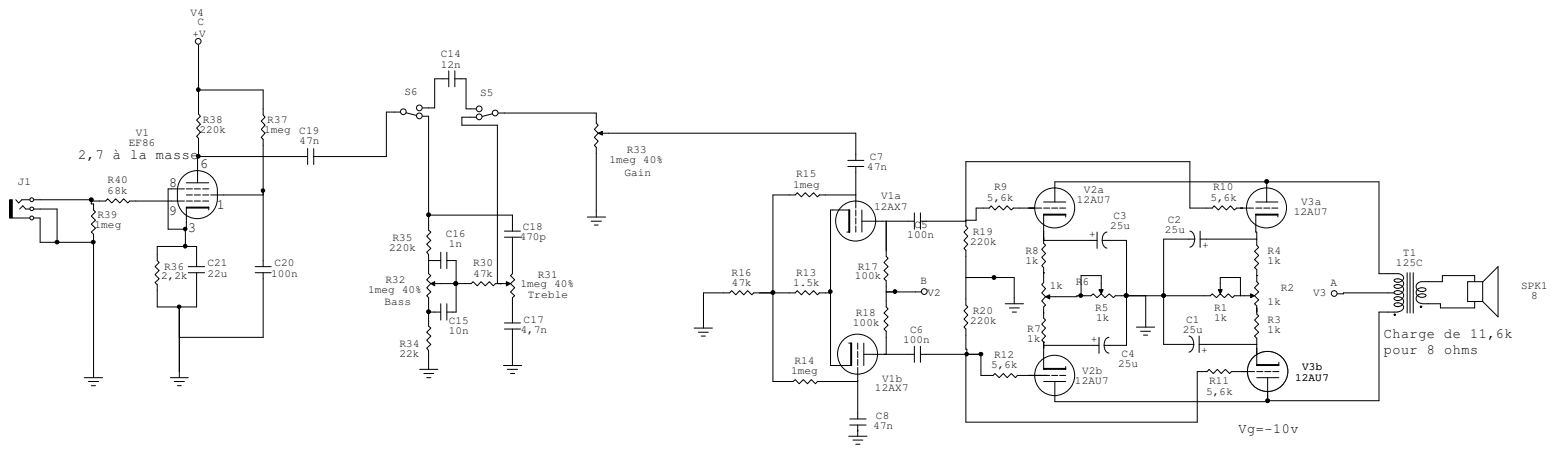 V4
C
+V
R38
220k
R37
1meg
V1
EF86
2,7 à la masse
C19
47n
6
8
9
1
3
J1
R40
68k
R39
1meg
R36
2,2k
C21
22u
C20
100n
C14
12n
S6
S5
R33
1meg 40%
Gain
C18
470p
R35
220k
C16
1n
R32
1meg 40%
Bass
R30
47k
R31
1meg 40%
Treble
C15
10n
C17
4,7n
R34
22k
C7
47n
R15
1meg
V1a
12AX7
C5
100n
R16
47k
R13
1.5k
R17
100k
B
V2
R18
100k
C6
100n
R14
1meg
V1b
12AX7
C8
47n
R19
220k
R20
220k
R9
5,6k
V2a
12AU7
C3
25u
+
C2
25u
+
R10
5,6k
V3a
12AU7
R8
1k
R4
1k
1k
R6
R5
1k
R1
1k
R2
1k
R7
1k
R3
1k
C1
25u
+
+
C4
25u
R12
5,6k
V2b
12AU7
R11
5,6k
V3b
12AU7
A
V3
T1
125C
SPK1
8
Charge de 11,6k
pour 8 ohms
Vg=-10v